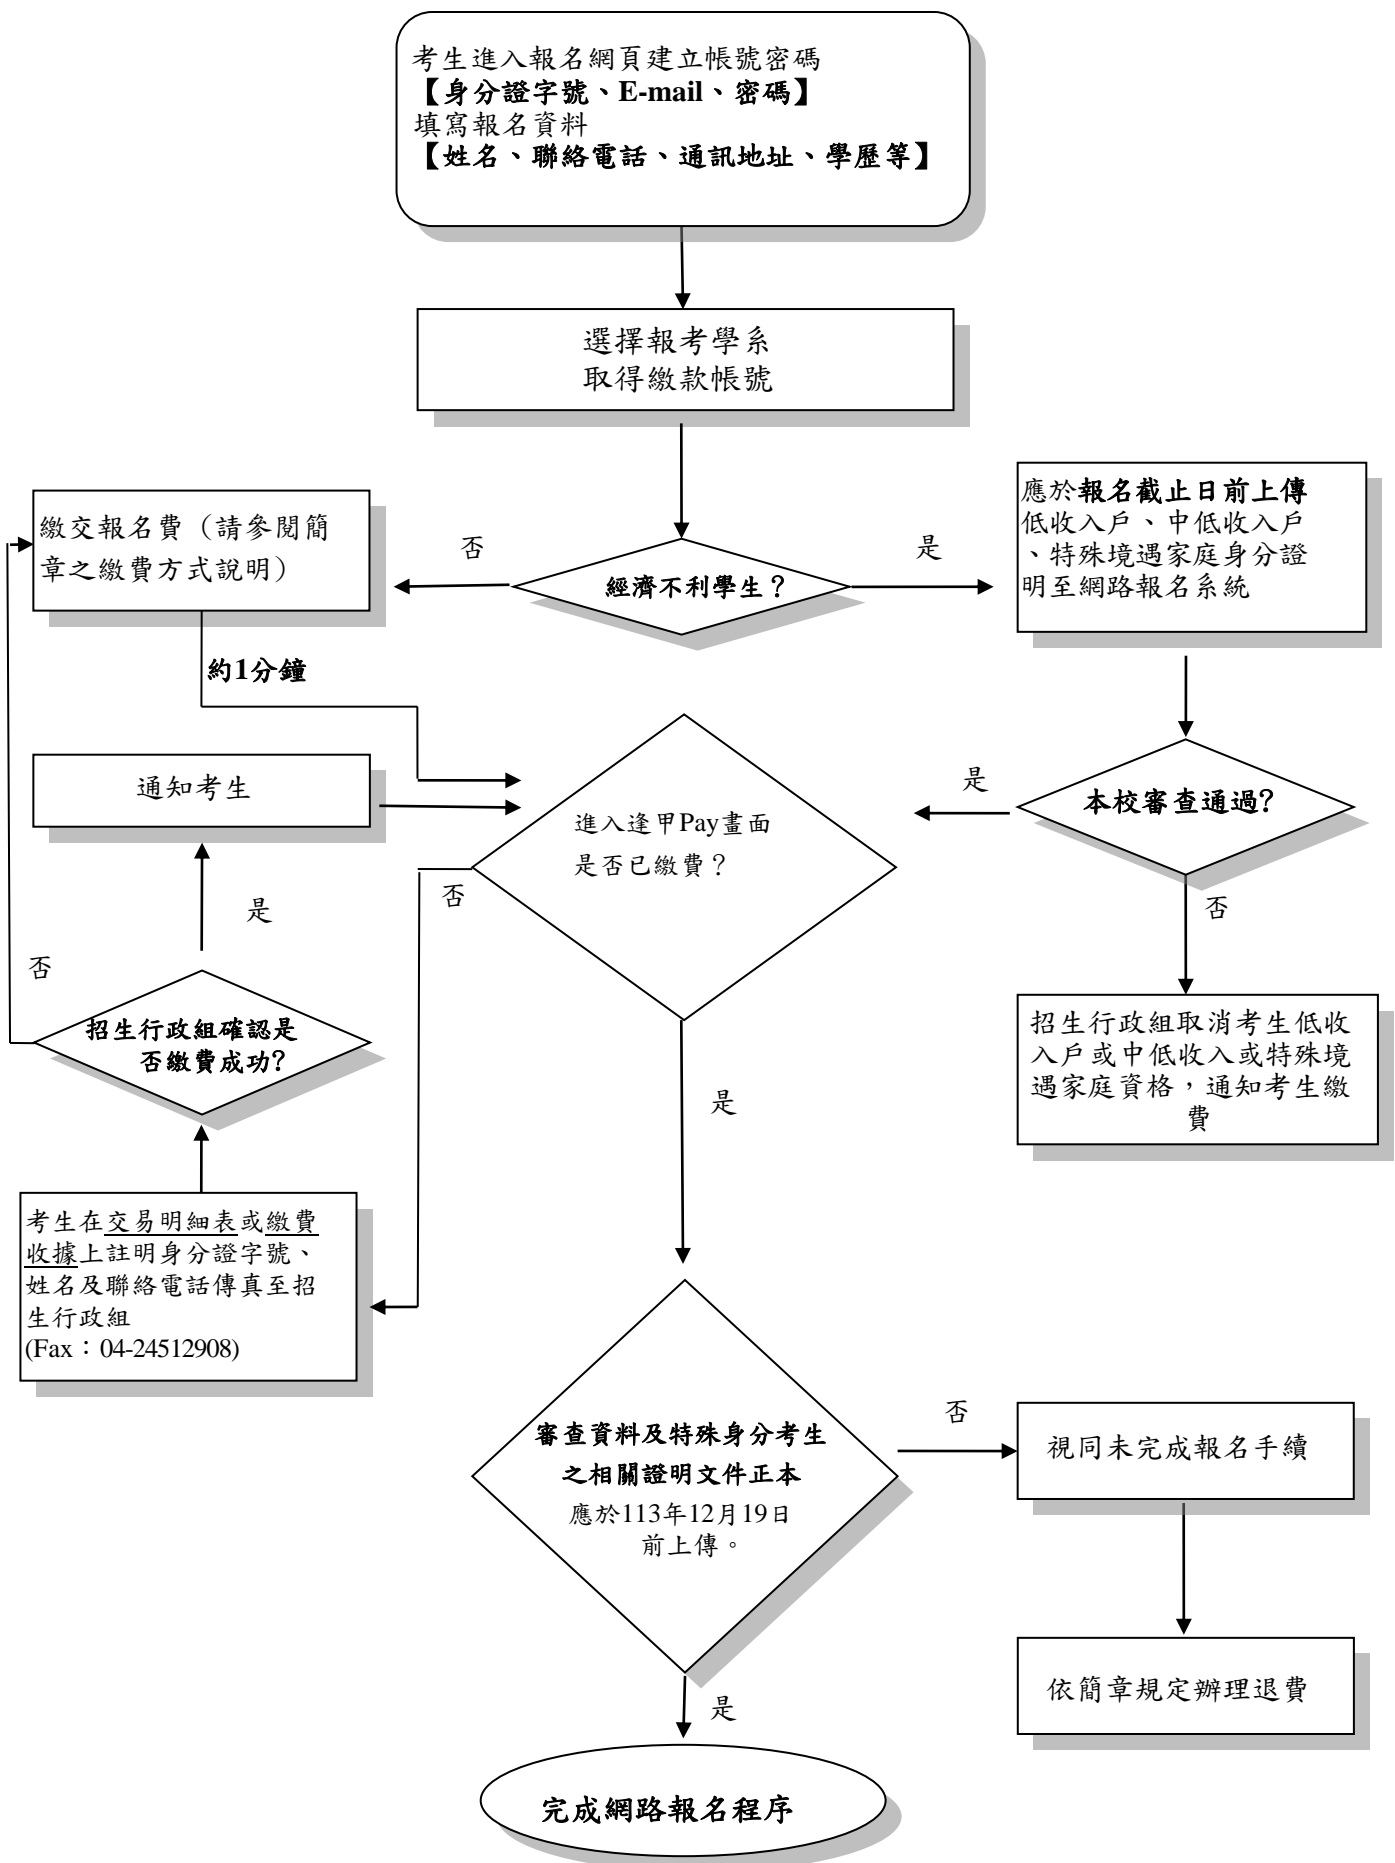 考生進入報名網頁建立帳號密碼
【身分證字號、E-mail、密碼】
填寫報名資料
【姓名、聯絡電話、通訊地址、學歷等】
選擇報考學系
取得繳款帳號
經濟不利學生？
否
是
繳交報名費（請參閱簡
章之繳費方式說明）
約1分鐘
應於報名截止日前上傳
低收入戶、中低收入戶
、特殊境遇家庭身分證
明至網路報名系統
本校審查通過?
是
否
招生行政組取消考生低收
入戶或中低收入或特殊境
遇家庭資格，通知考生繳
費
通知考生
進入逢甲Pay畫面
是否已繳費？
否
是
是
否
招生行政組確認是
否繳費成功?
考生在交易明細表或繳費
收據上註明身分證字號、
姓名及聯絡電話傳真至招
生行政組
(Fax：04-24512908)
審查資料及特殊身分考生
之相關證明文件正本
應於113年12月19日
前上傳。
否
視同未完成報名手續
依簡章規定辦理退費
是
完成網路報名程序